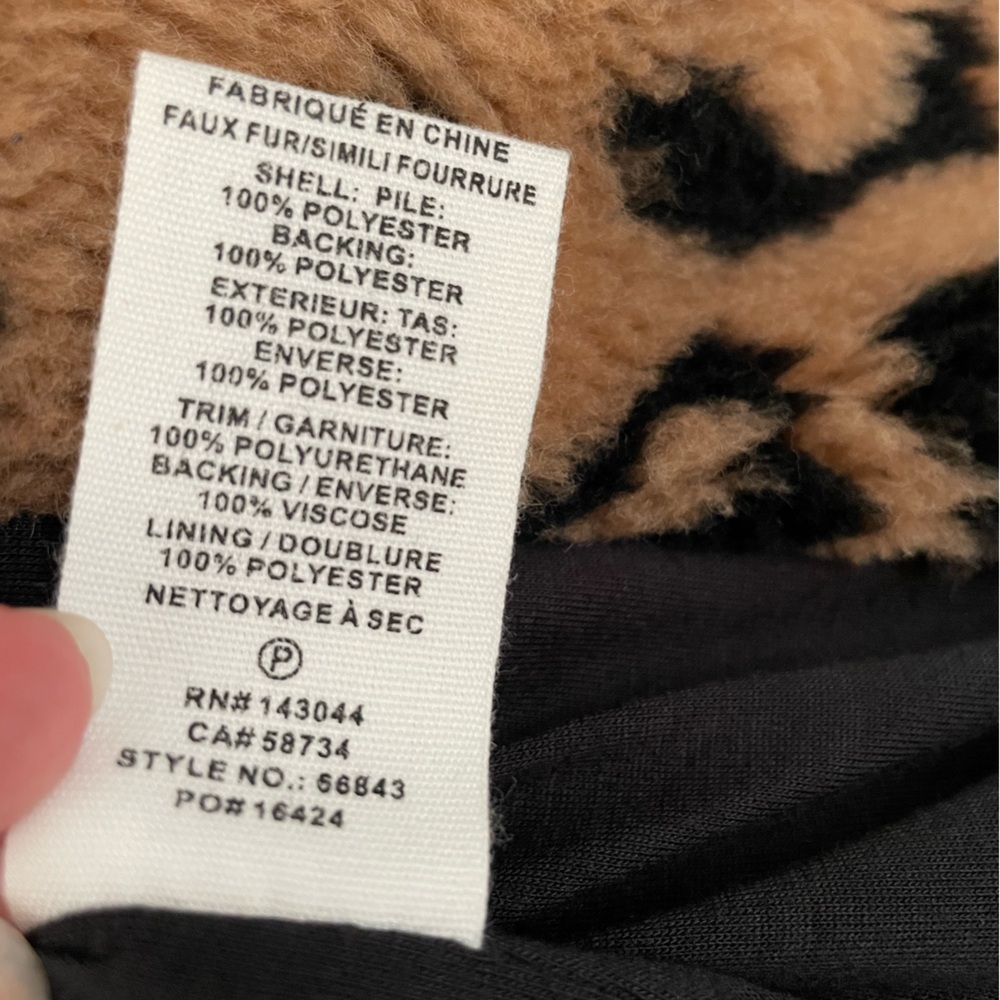 FABRIQUÉ EN CHINE
FAUX FUR/SIMILI FOURRURE
SHELL: PILE:
100% POLYESTER
BACKING:
100% POLYESTER
EXTERIEUR: TAS:
100% POLYESTER
ENVERSE:
100% POLYESTER
TRIM / GARNITURE:
100% POLYURETHANE
BACKING / ENVERSE:
100% VISCOSE
LINING / DOUBLURE
100% POLYESTER
NETTOYAGE À SEC
P
RN# 143044
CA# 58734
STYLE NO.: 66843
PO# 16424